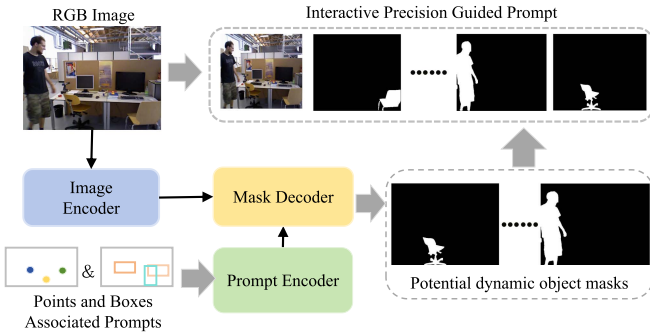 RGB Image
Interactive Precision Guided Prompt
Image
Encoder
Mask Decoder
&
Prompt Encoder
Points and Boxes
Associated Prompts
Potential dynamic object masks